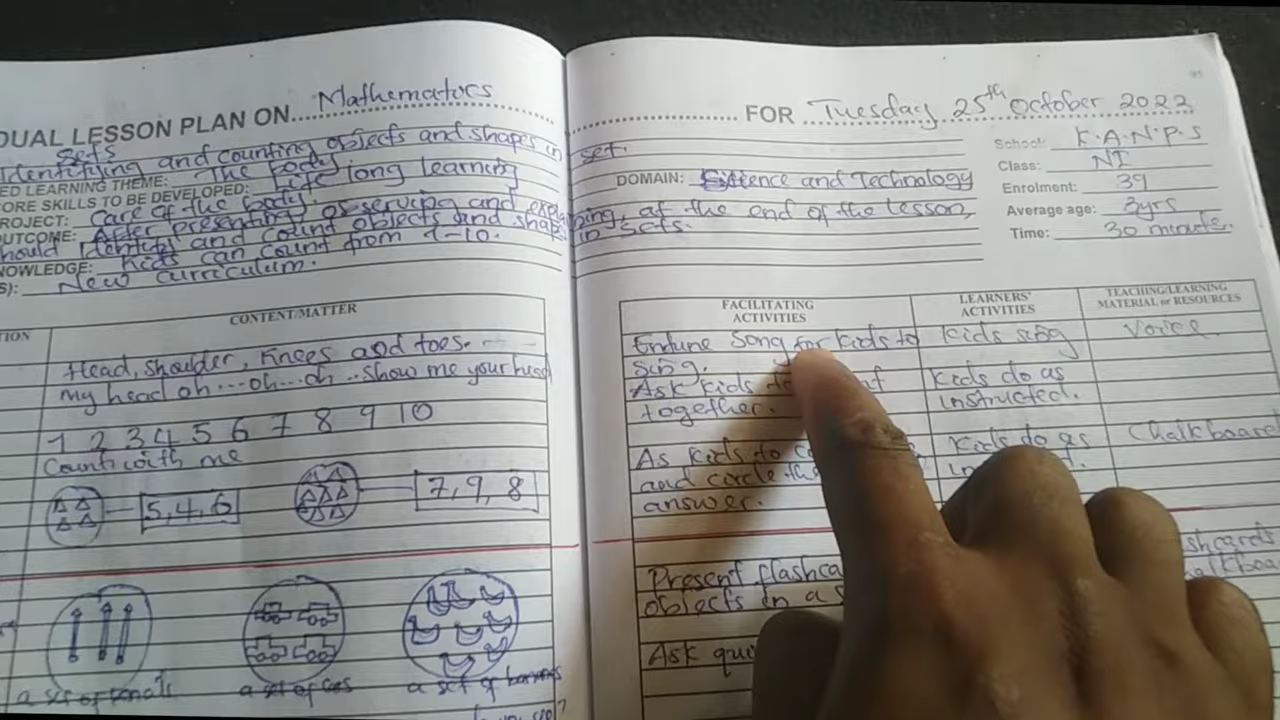 DUAL LESSON PLAN ON Mathematics
Sets
Identifying and counting objects and shapes in set.
ED LEARNING THEME: The body.
ORE SKILLS TO BE DEVELOPED: Life long learning
ROJECT: Care of the body.
UTCOME: After presenting, observing and explaining, at the end of the lesson,
hould identify and count objects and shapes in sets.
NOWLEDGE: Kids can count from 1-10.
S): New curriculum.
TION
CONTENT/MATTER
Head, shoulder, knees and toes.
my head oh...oh...oh..show me your head
1 2 3 4 5 6 7 8 9 10
Count with me
5,4,6
7,9,8
a set of
a set of cars
a set of
FOR Tuesday 25th October 2022
DOMAIN: Science and Technology
School: K.A.N.P.S
Class: N1
Enrolment: 39
Average age: 3yrs
Time: 30 minute.
FACILITATING ACTIVITIES
LEARNERS' ACTIVITIES
TEACHING/LEARNING MATERIAL or RESOURCES
Entune Song for kids to
sing.
Kids sing
Voice
Ask kids to
together.
Kids do as
instructed.
As kids to
and circle the
answer.
Kids do as
Chalkboard
Present flashca
objects in a s
shcards
alkboa
Ask que